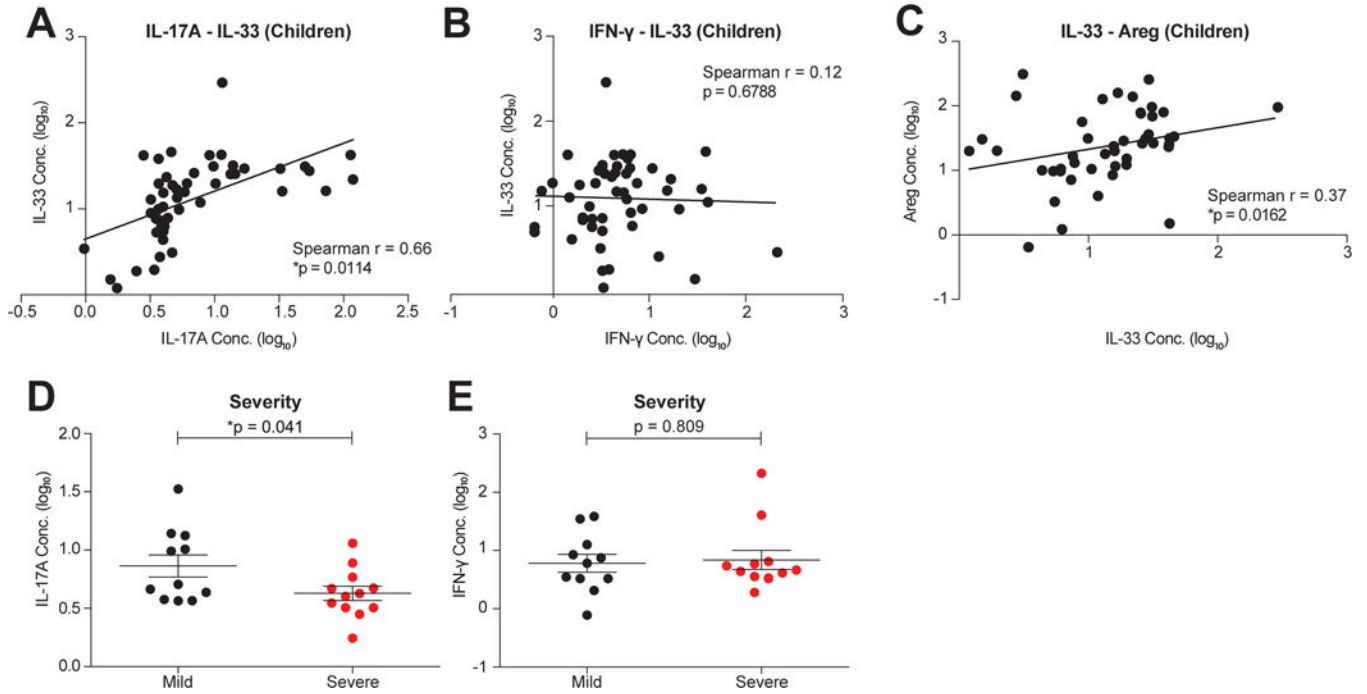 A
IL-17A - IL-33 (Children)
3
2
1
0
IL-33 Conc. (log10)
Spearman r = 0.66
*p = 0.0114
0 0.5 1.0 1.5 2.0 2.5
IL-17A Conc. (log10)
B
IFN-γ - IL-33 (Children)
3
2
1
IL-33 Conc. (log10)
Spearman r = 0.12
p = 0.6788
-1 0 1 2 3
IFN-γ Conc. (log10)
C
IL-33 - Areg (Children)
3
2
1
0
-1
Areg Conc. (log10)
Spearman r = 0.37
*p = 0.0162
1 2 3
IL-33 Conc. (log10)
D
Severity
*p = 0.041
2.0
1.5
1.0
0.5
0.0
IL-17A Conc. (log10)
Mild Severe
E
Severity
p = 0.809
3
2
1
0
-1
IFN-γ Conc. (log10)
Mild Severe